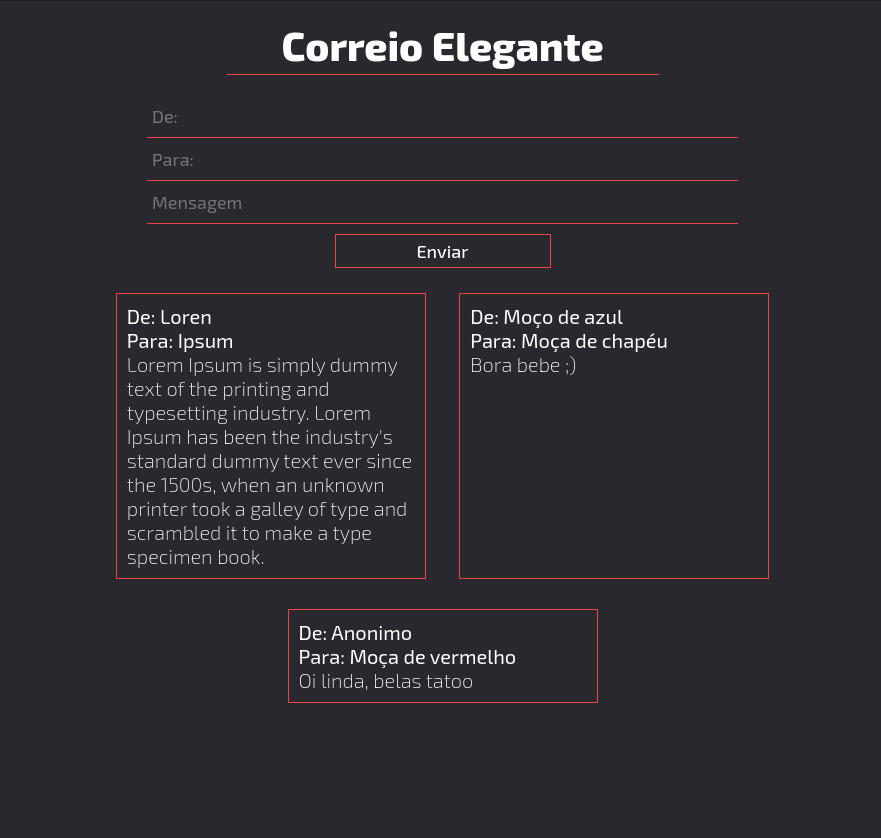 Correio Elegante
De:
Para:
Mensagem
Enviar
De: Loren
Para: Ipsum
Lorem Ipsum is simply dummy
text of the printing and
typesetting industry. Lorem
Ipsum has been the industry's
standard dummy text ever since
the 1500s, when an unknown
printer took a galley of type and
scrambled it to make a type
specimen book.
De: Moço de azul
Para: Moça de chapéu
Bora bebe ;)
De: Anonimo
Para: Moça de vermelho
Oi linda, belas tatoo